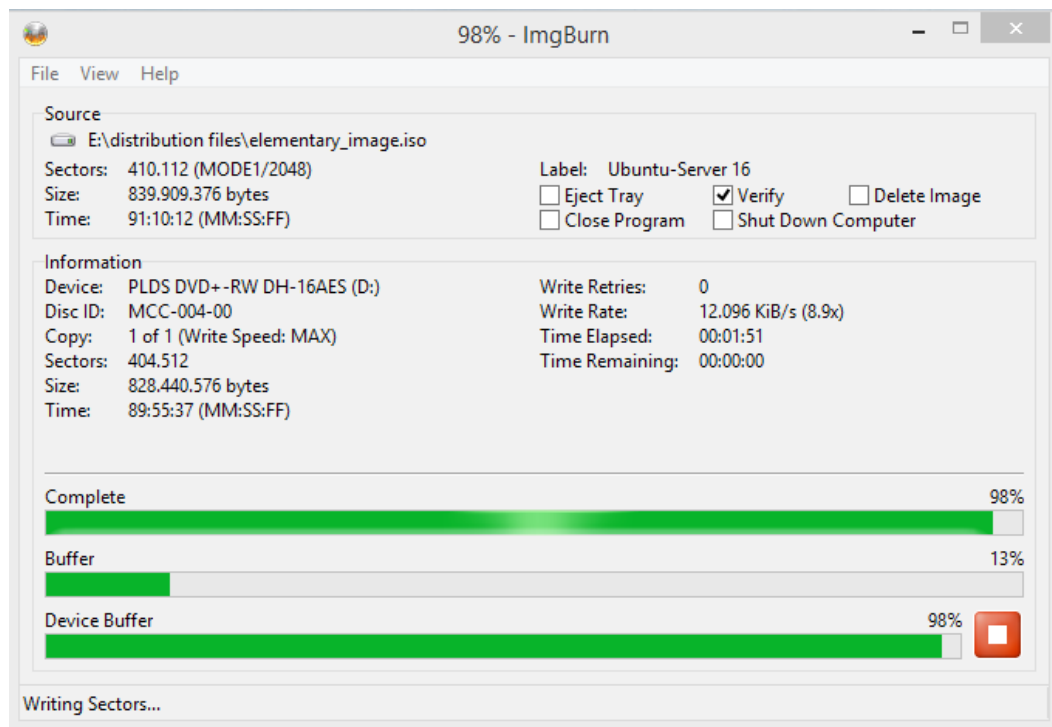 98% - ImgBurn
File View Help
Source
E:\distribution files\elementary_image.iso
Sectors: 410.112 (MODE1/2048)
Label: Ubuntu-Server 16
Size: 839.909.376 bytes
Eject Tray Verify Delete Image
Time: 91:10:12 (MM:SS:FF)
Close Program Shut Down Computer
Information
Device: PLDS DVD+-RW DH-16AES (D:)
Write Retries: 0
Disc ID: MCC-004-00
Write Rate: 12.096 KiB/s (8.9x)
Copy: 1 of 1 (Write Speed: MAX)
Time Elapsed: 00:01:51
Sectors: 404.512
Time Remaining: 00:00:00
Size: 828.440.576 bytes
Time: 89:55:37 (MM:SS:FF)
Complete 98%
Buffer 13%
Device Buffer 98%
Writing Sectors...